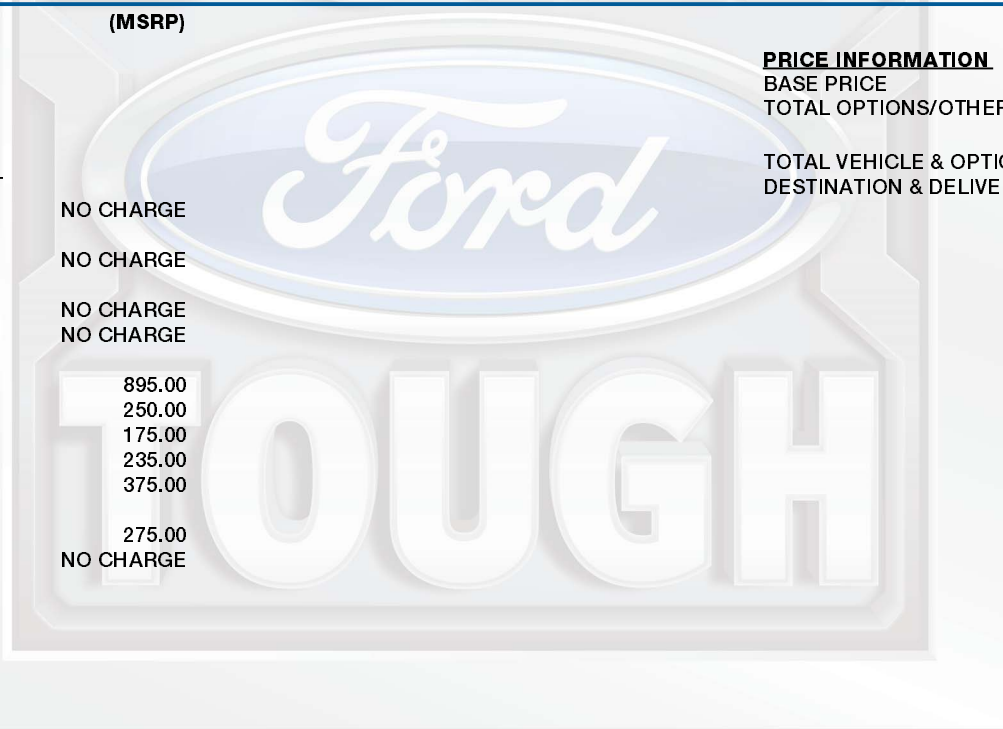 (MSRP)
NO CHARGE
NO CHARGE
NO CHARGE
NO CHARGE
895.00
250.00
175.00
235.00
375.00
275.00
NO CHARGE
PRICE INFORMATION
BASE PRICE
TOTAL OPTIONS/OTHER
TOTAL VEHICLE & OPTIO
DESTINATION & DELIVE
Ford
TOUGH